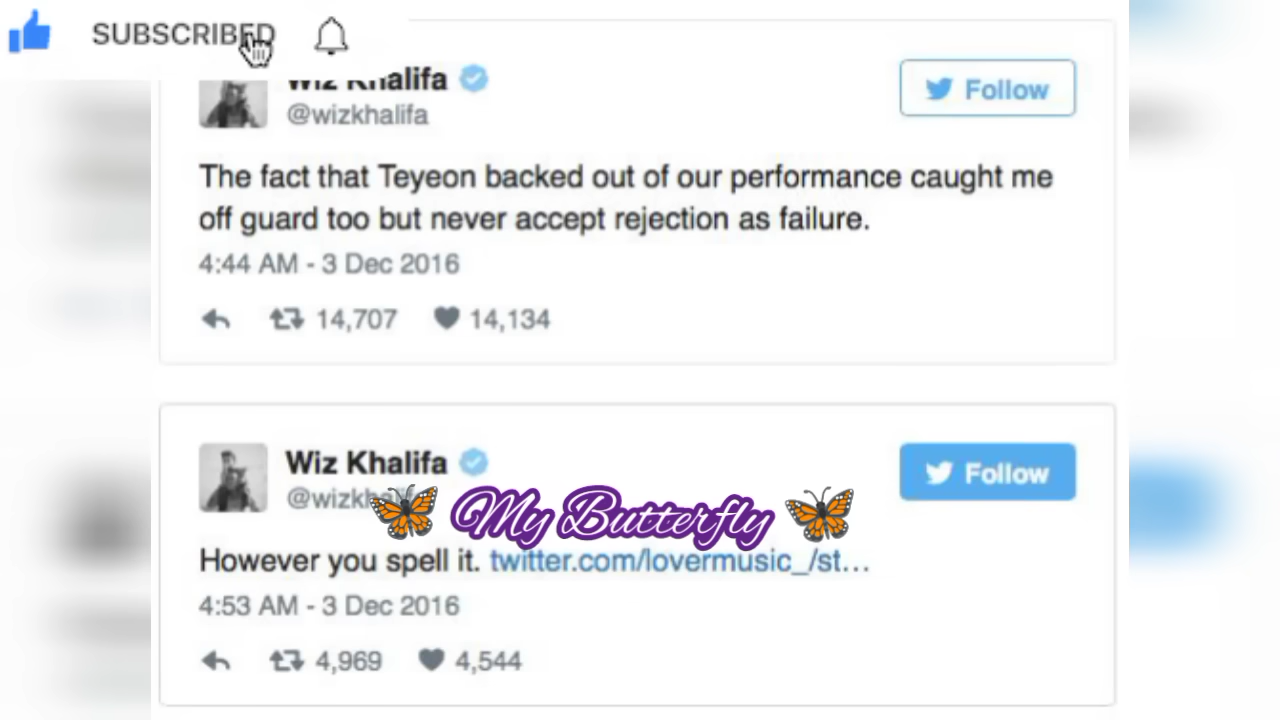 SUBSCRIBED
Wiz Khalifa
Follow
@wizkhalifa
The fact that Teyeon backed out of our performance caught me
off guard too but never accept rejection as failure.
4:44 AM - 3 Dec 2016
14,707 14,134
Wiz Khalifa
Follow
@wizkhalifa
My Butterfly
However you spell it. twitter.com/lovermusic_/st…
4:53 AM - 3 Dec 2016
4,969 4,544